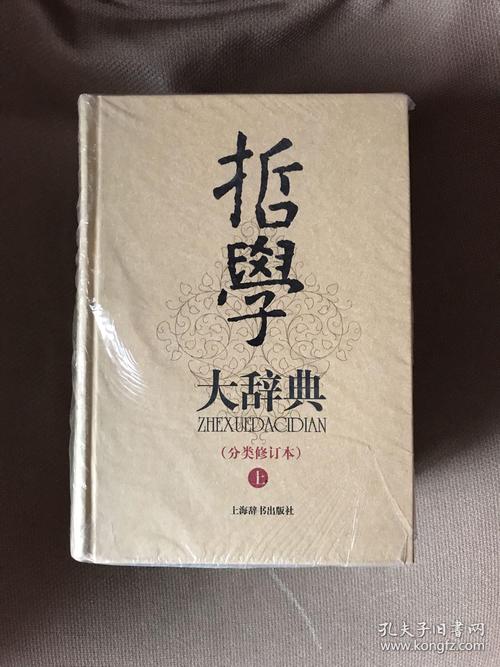 哲
學
大辞典
ZHEXUEDACIDIAN
(分类修订本)
上
上海辞书出版社
孔夫子旧书网
www.kongfz.com